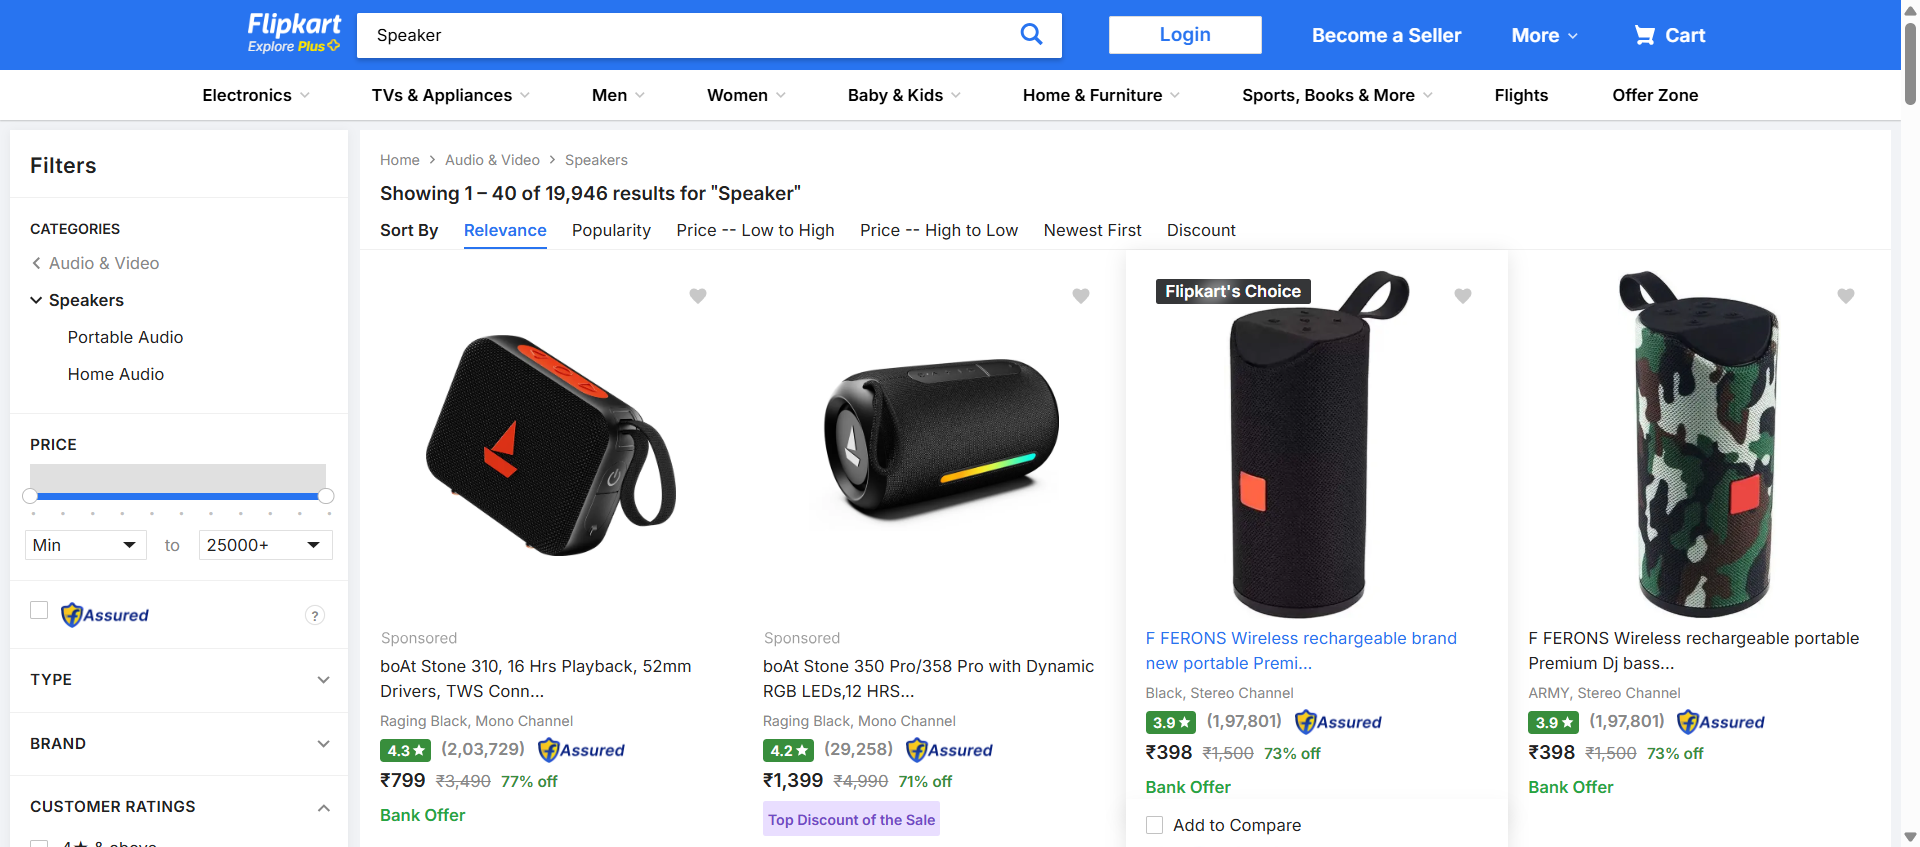 Flipkart
Explore Plus
Speaker
Login
Become a Seller
More
Cart
Electronics
TVs & Appliances
Men
Women
Baby & Kids
Home & Furniture
Sports, Books & More
Flights
Offer Zone
Filters
CATEGORIES
Audio & Video
Speakers
Portable Audio
Home Audio
PRICE
Min
to
25000+
Assured
?
TYPE
BRAND
CUSTOMER RATINGS
4★ & above
Home > Audio & Video > Speakers
Showing 1 – 40 of 19,946 results for "Speaker"
Sort By
Relevance
Popularity
Price -- Low to High
Price -- High to Low
Newest First
Discount
Sponsored
boAt Stone 310, 16 Hrs Playback, 52mm
Drivers, TWS Conn...
Raging Black, Mono Channel
4.3★ (2,03,729) Assured
₹799 ₹3,490 77% off
Bank Offer
Sponsored
boAt Stone 350 Pro/358 Pro with Dynamic
RGB LEDs,12 HRS...
Raging Black, Mono Channel
4.2★ (29,258) Assured
₹1,399 ₹4,990 71% off
Top Discount of the Sale
Flipkart's Choice
F FERONS Wireless rechargeable brand
new portable Premi...
Black, Stereo Channel
3.9★ (1,97,801) Assured
₹398 ₹1,500 73% off
Bank Offer
Add to Compare
F FERONS Wireless rechargeable portable
Premium Dj bass...
ARMY, Stereo Channel
3.9★ (1,97,801) Assured
₹398 ₹1,500 73% off
Bank Offer